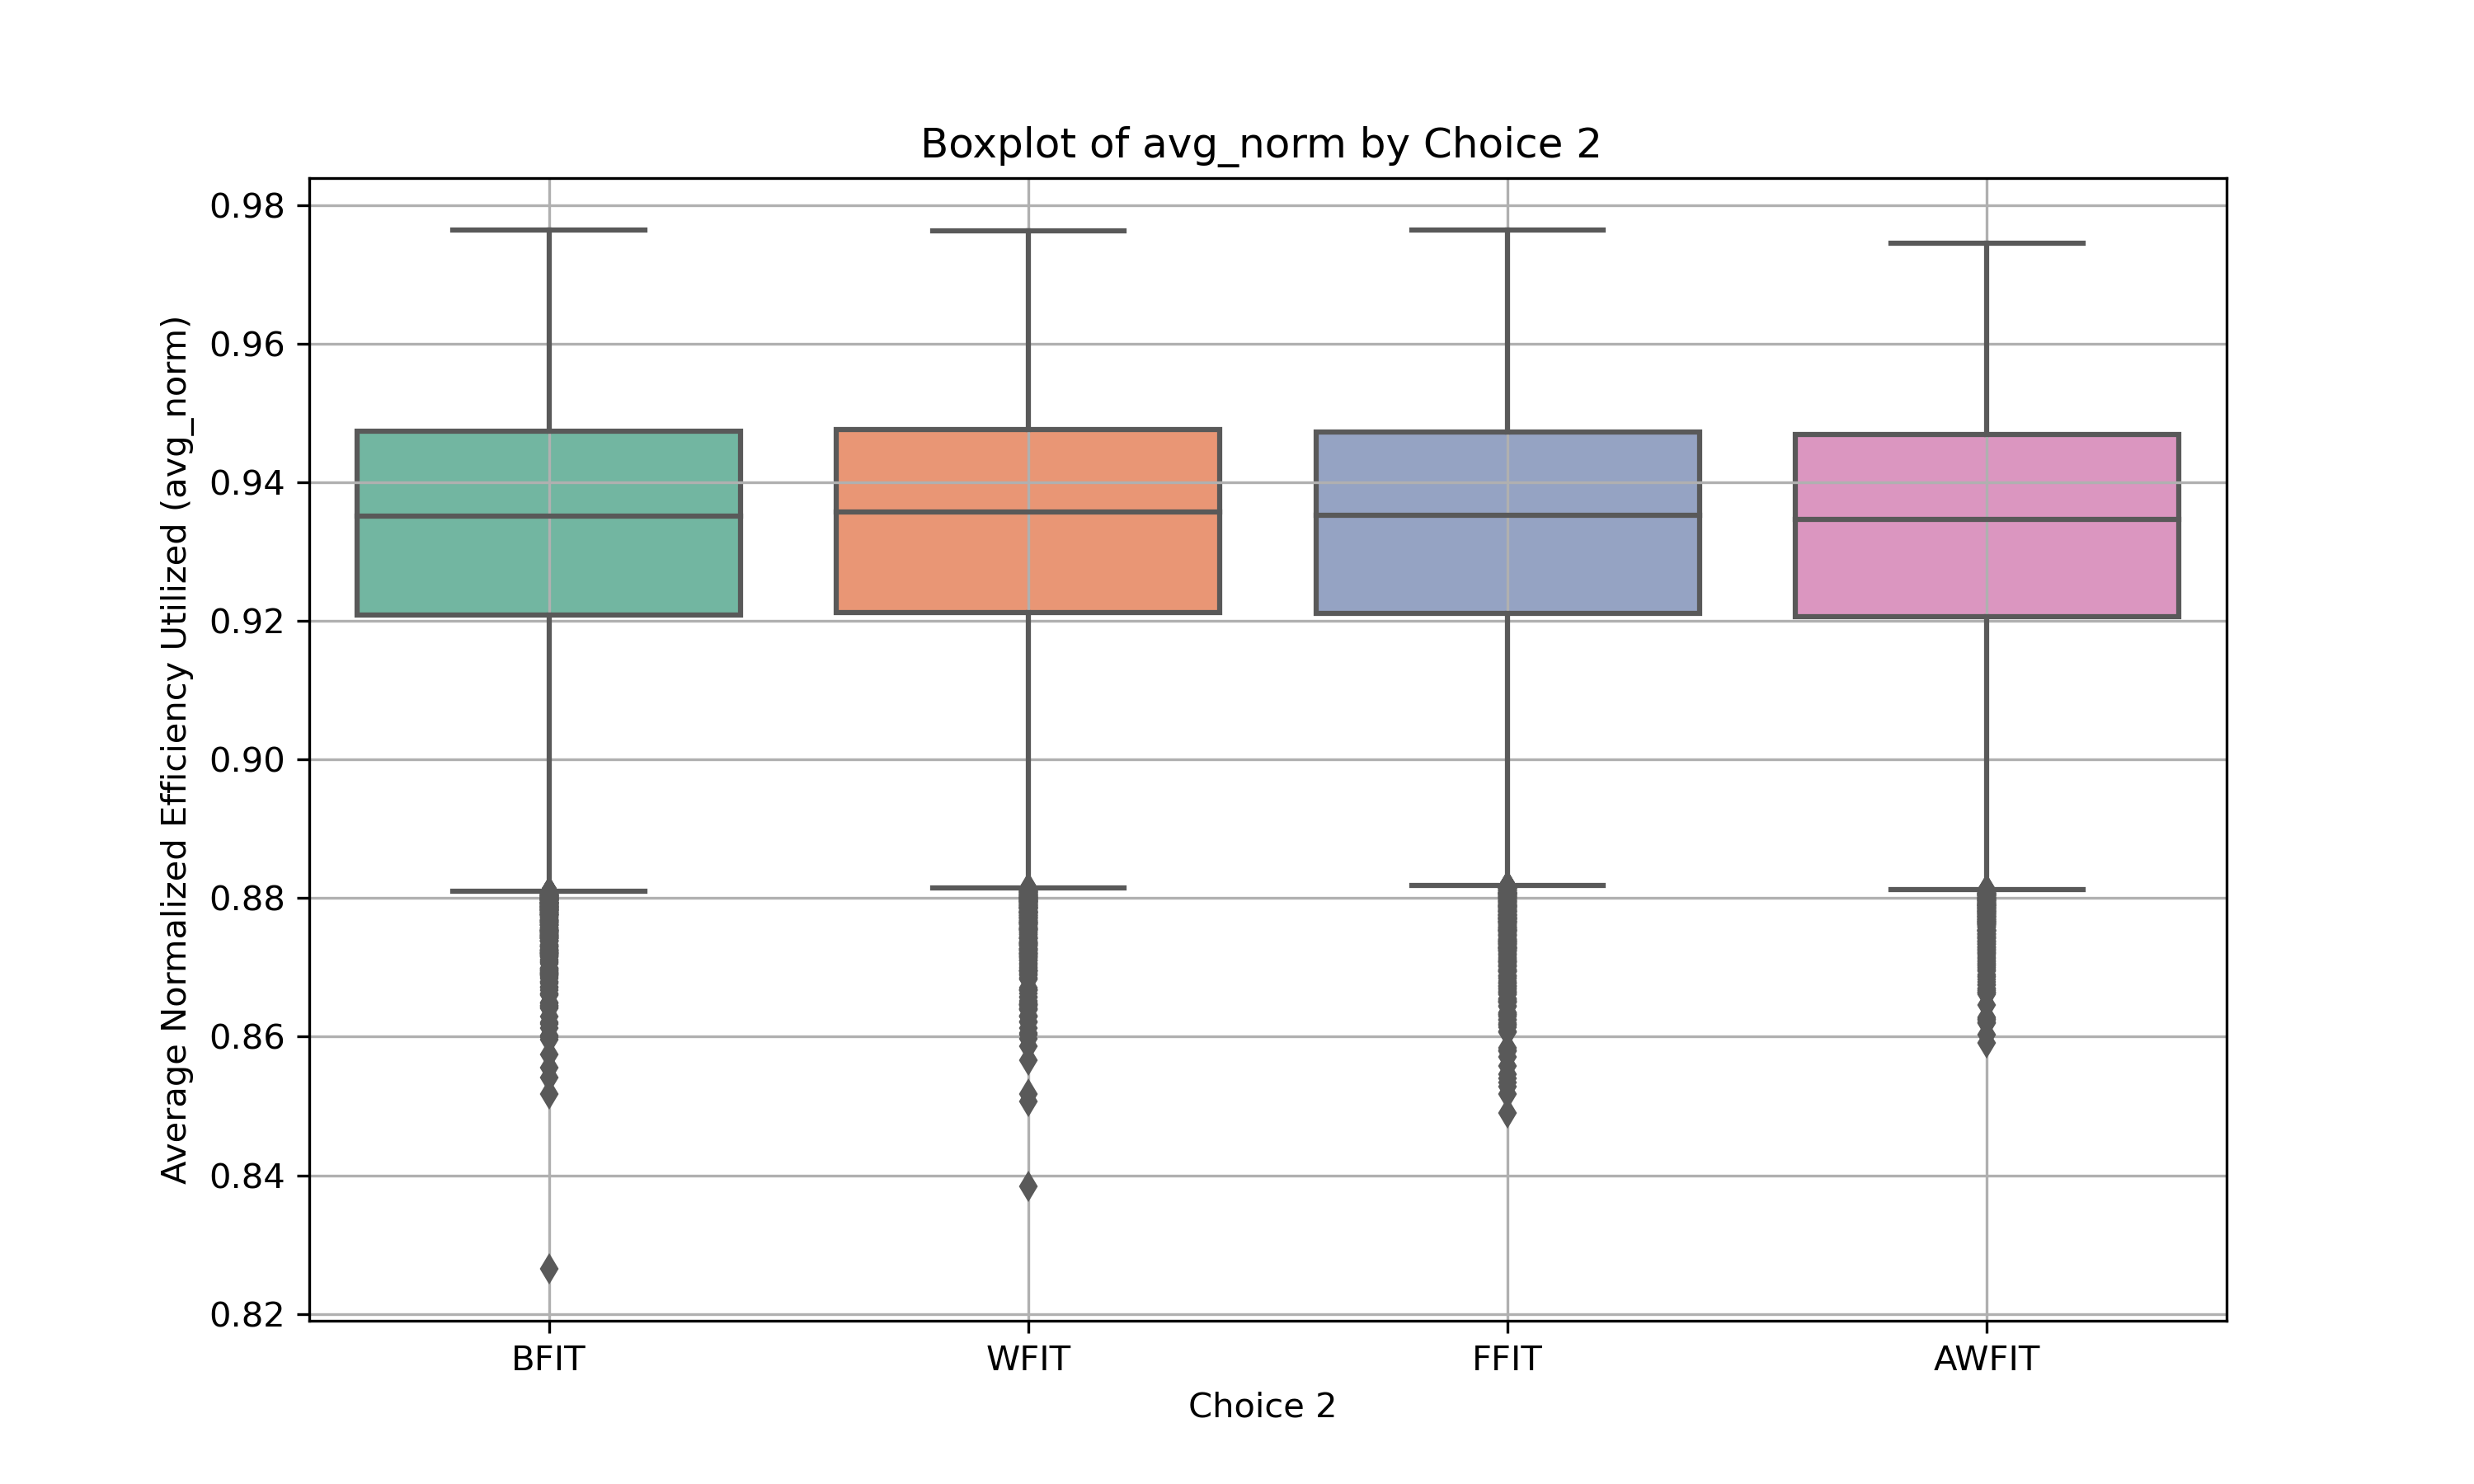 Boxplot of avg_norm by Choice 2
Average Normalized Efficiency Utilized (avg_norm)
0.98
0.96
0.94
0.92
0.90
0.88
0.86
0.84
0.82
BFIT WFIT FFIT AWFIT
Choice 2